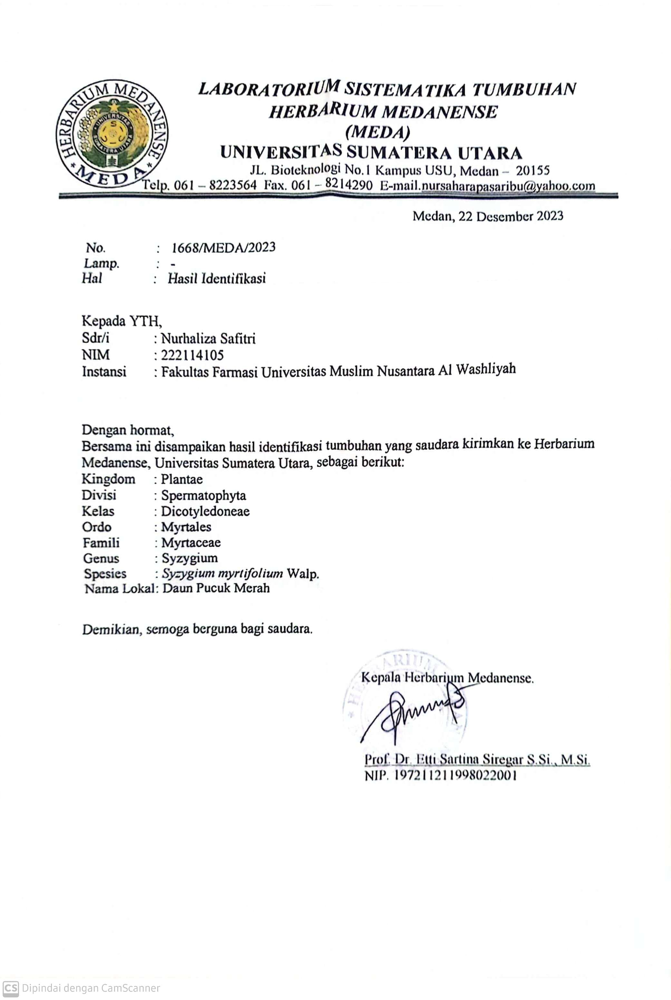 HERBARIUM MEDANENSE
* MEDA *
UNIVERSITAS
SUMATERA UTARA
LABORATORIUM SISTEMATIKA TUMBUHAN
HERBARIUM MEDANENSE
(MEDA)
UNIVERSITAS SUMATERA UTARA
JL. Bioteknologi No.1 Kampus USU, Medan – 20155
Telp. 061 – 8223564 Fax. 061 – 8214290 E-mail.nursaharapasaribu@yahoo.com
Medan, 22 Desember 2023
No. : 1668/MEDA/2023
Lamp. : -
Hal : Hasil Identifikasi
Kepada YTH,
Sdr/i : Nurhaliza Safitri
NIM : 222114105
Instansi : Fakultas Farmasi Universitas Muslim Nusantara Al Washliyah
Dengan hormat,
Bersama ini disampaikan hasil identifikasi tumbuhan yang saudara kirimkan ke Herbarium
Medanense, Universitas Sumatera Utara, sebagai berikut:
Kingdom : Plantae
Divisi : Spermatophyta
Kelas : Dicotyledoneae
Ordo : Myrtales
Famili : Myrtaceae
Genus : Syzygium
Spesies : Syzygium myrtifolium Walp.
Nama Lokal: Daun Pucuk Merah
Demikian, semoga berguna bagi saudara.
Kepala Herbarium Medanense.
Prof. Dr. Etti Sartina Siregar S.Si., M.Si.
NIP. 197211211998022001
CS Dipindai dengan CamScanner